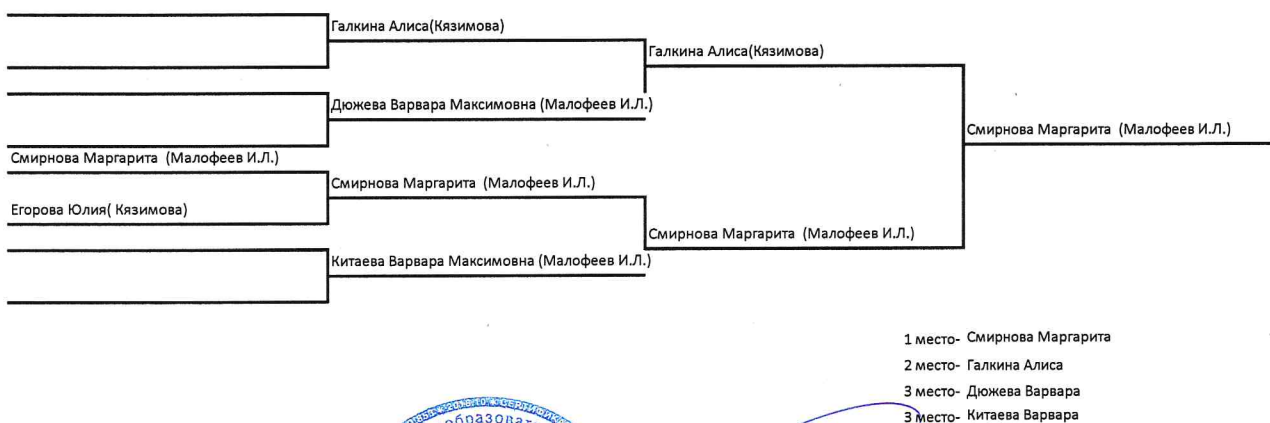 Галкина Алиса(Кязимова)
Галкина Алиса(Кязимова)
Дюжева Варвара Максимовна (Малофеев И.Л.)
Смирнова Маргарита (Малофеев И.Л.)
Смирнова Маргарита (Малофеев И.Л.)
Смирнова Маргарита (Малофеев И.Л.)
Егорова Юлия( Кязимова)
Смирнова Маргарита (Малофеев И.Л.)
Китаева Варвара Максимовна (Малофеев И.Л.)
1 место- Смирнова Маргарита
2 место- Галкина Алиса
3 место- Дюжева Варвара
3 место- Китаева Варвара